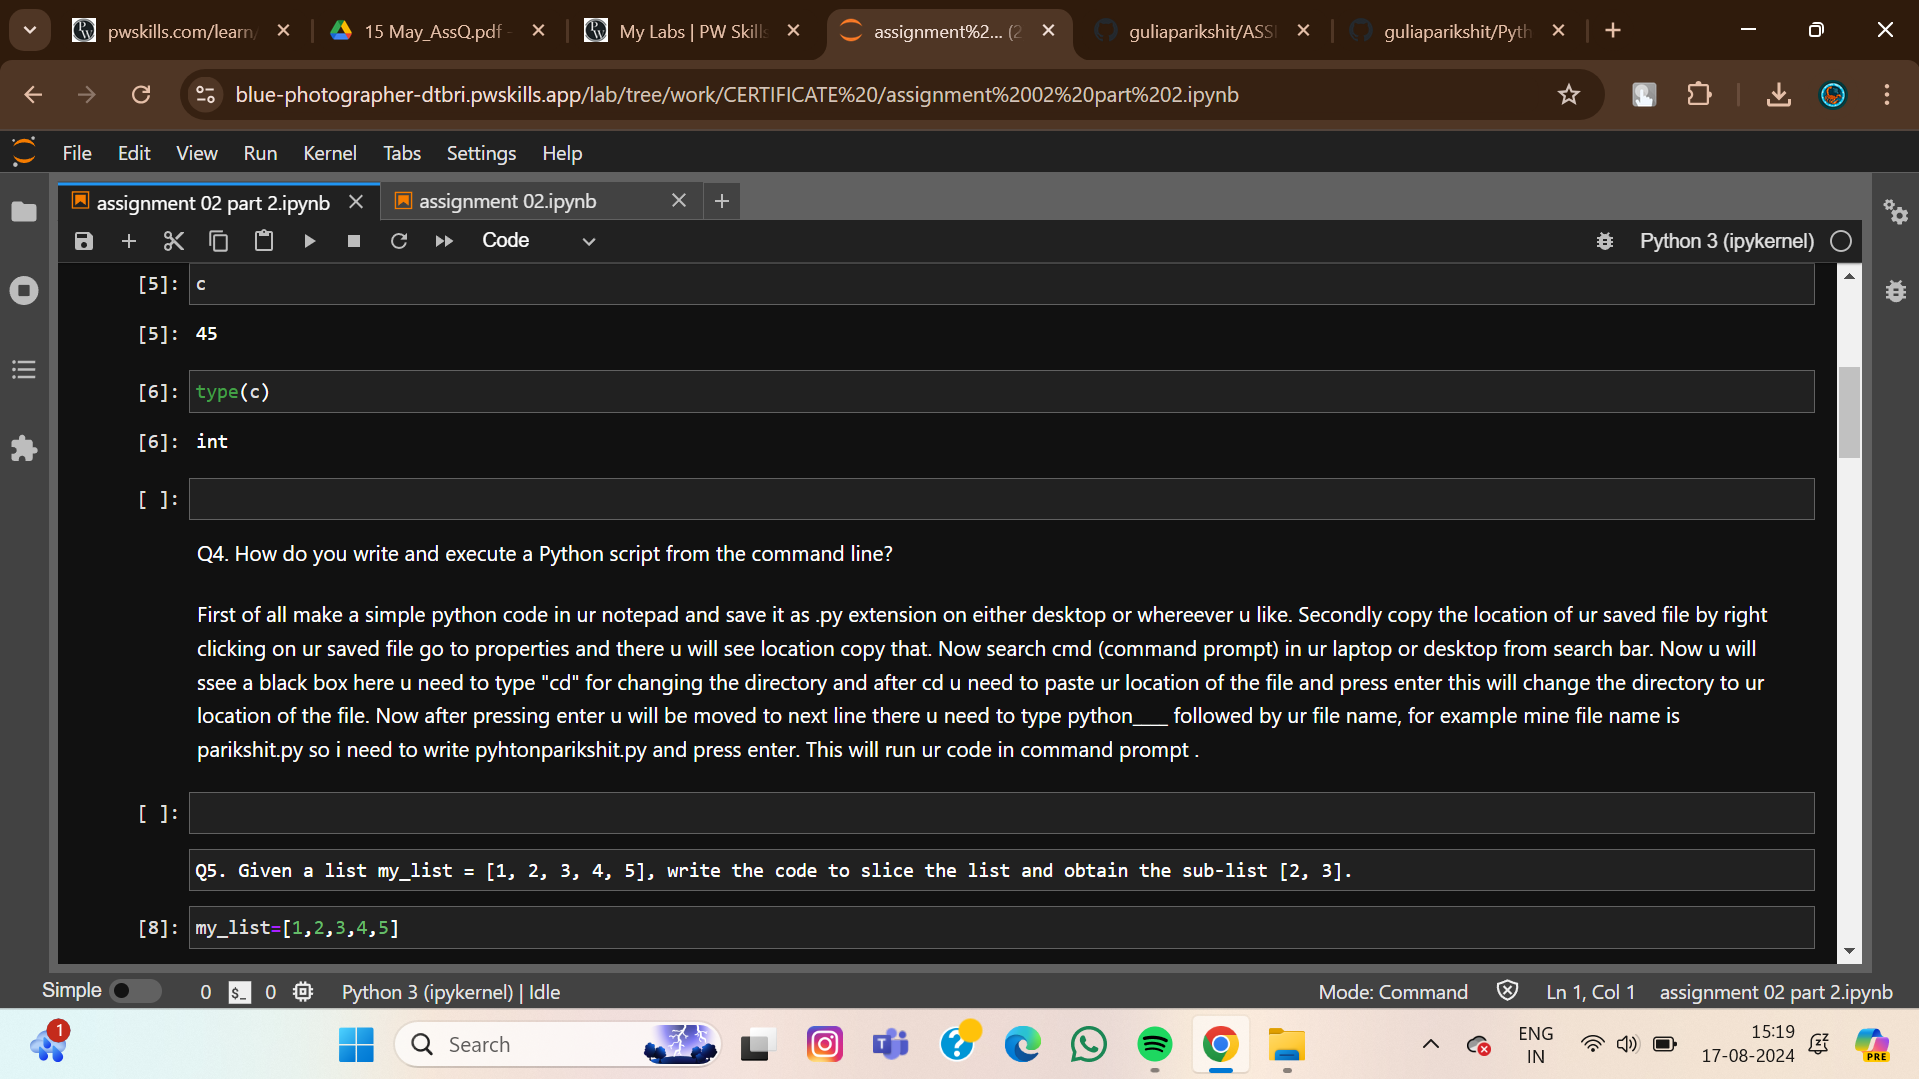 pwskills.com/learn/
15 May_AssQ.pdf -
My Labs | PW Skills
assignment%2... (2
guliaparikshit/ASSI
guliaparikshit/Pyth
blue-photographer-dtbri.pwskills.app/lab/tree/work/CERTIFICATE%20/assignment%2002%20part%202.ipynb
File Edit View Run Kernel Tabs Settings Help
assignment 02 part 2.ipynb
assignment 02.ipynb
Code
Python 3 (ipykernel)
[5]: c
[5]: 45
[6]: type(c)
[6]: int
[ ]:
Q4. How do you write and execute a Python script from the command line?
First of all make a simple python code in ur notepad and save it as .py extension on either desktop or whereever u like. Secondly copy the location of ur saved file by right
clicking on ur saved file go to properties and there u will see location copy that. Now search cmd (command prompt) in ur laptop or desktop from search bar. Now u will
ssee a black box here u need to type "cd" for changing the directory and after cd u need to paste ur location of the file and press enter this will change the directory to ur
location of the file. Now after pressing enter u will be moved to next line there u need to type python___ followed by ur file name, for example mine file name is
parikshit.py so i need to write pyhtonparikshit.py and press enter. This will run ur code in command prompt .
[ ]:
Q5. Given a list my_list = [1, 2, 3, 4, 5], write the code to slice the list and obtain the sub-list [2, 3].
[8]: my_list=[1,2,3,4,5]
Simple 0 $_ 0 Python 3 (ipykernel) | Idle
Mode: Command Ln 1, Col 1 assignment 02 part 2.ipynb
1
Search
ENG
IN
15:19
17-08-2024
PRE